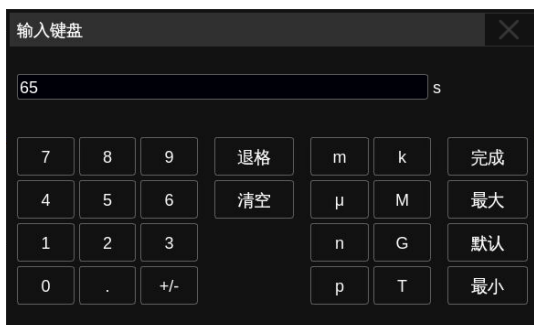 输入键盘
65 s
7 8 9 退格 m k 完成
4 5 6 清空 μ M 最大
1 2 3 n G 默认
0 . +/- p T 最小